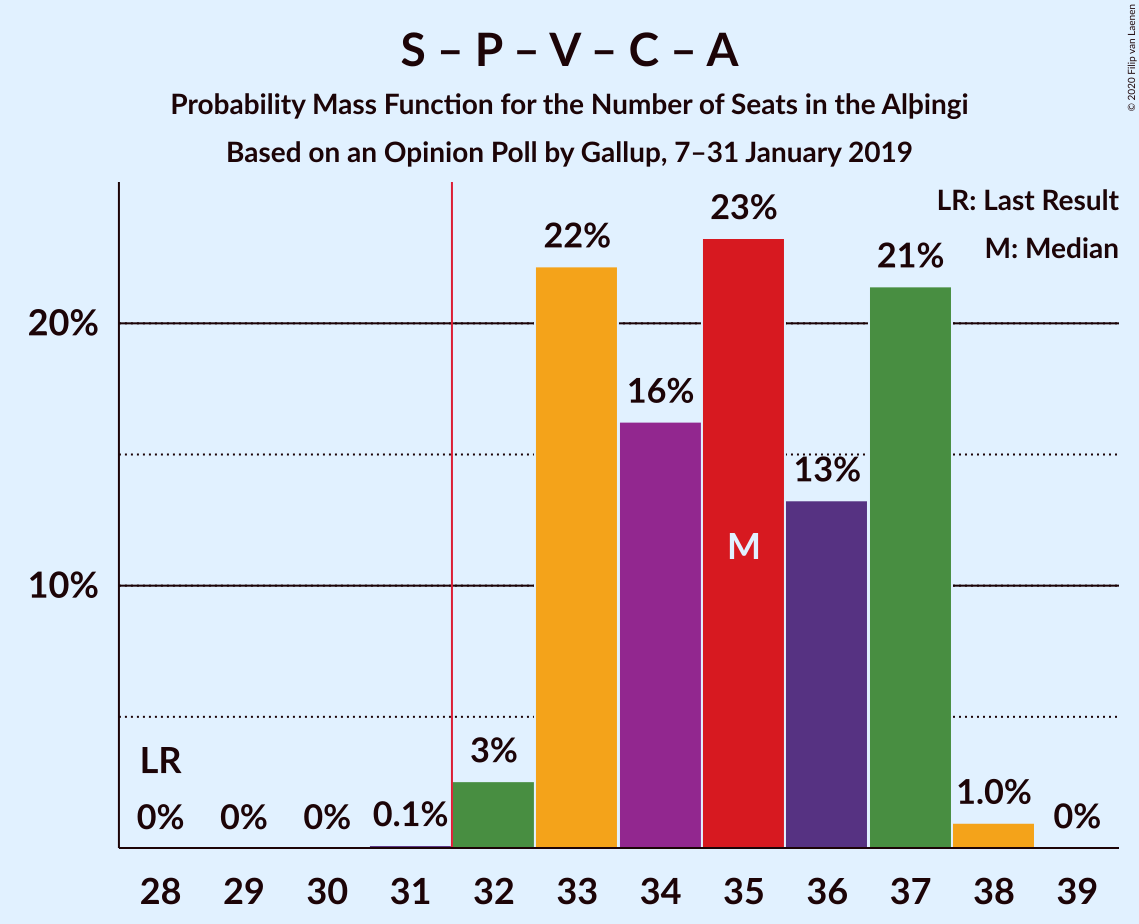 S – P – V – C – A
Probability Mass Function for the Number of Seats in the Alþingi
Based on an Opinion Poll by Gallup, 7–31 January 2019
© 2020 Filip van Laenen
LR: Last Result
M: Median
20%
10%
LR
0%
0%
0%
0.1%
3%
22%
16%
23%
M
13%
21%
1.0%
0%
28 29 30 31 32 33 34 35 36 37 38 39